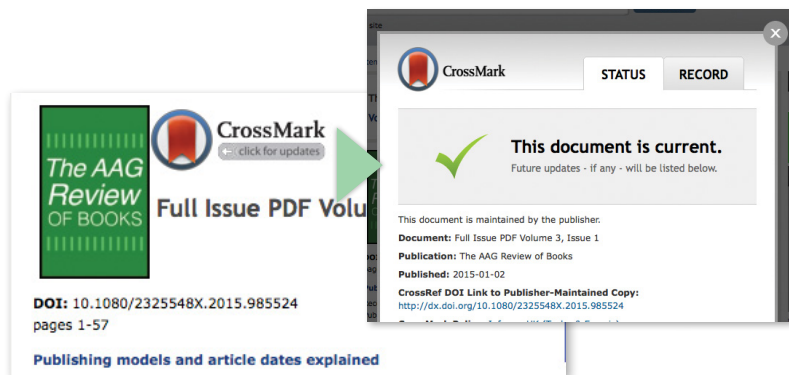 The AAG
Review
OF BOOKS
CrossMark
click for updates
Full Issue PDF Volu
DOI: 10.1080/2325548X.2015.985524
pages 1-57
Publishing models and article dates explained
site
CrossMark
STATUS
RECORD
This document is current.
Future updates - if any - will be listed below.
This document is maintained by the publisher.
Document: Full Issue PDF Volume 3, Issue 1
Publication: The AAG Review of Books
Published: 2015-01-02
CrossRef DOI Link to Publisher-Maintained Copy:
http://dx.doi.org/10.1080/2325548X.2015.985524